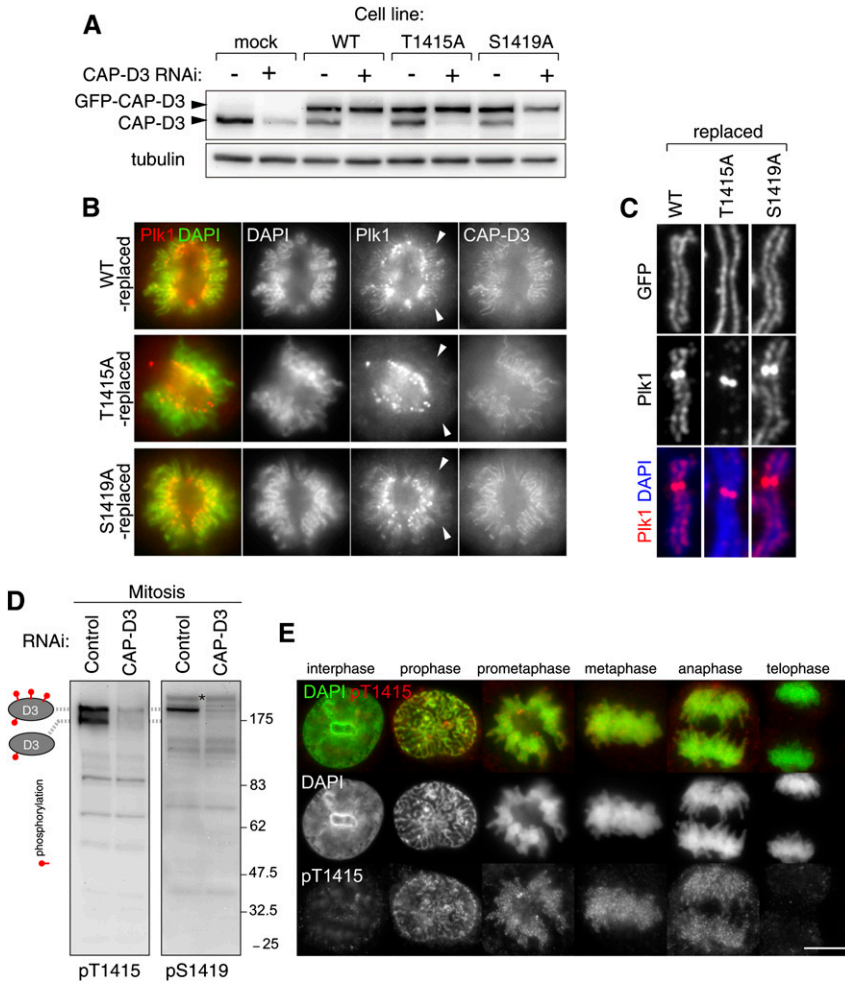 A
Cell line:
mock WT T1415A S1419A
CAP-D3 RNAi: - + - + - + - +
GFP-CAP-D3
CAP-D3
tubulin
B
Plk1 DAPI DAPI Plk1 CAP-D3
WT
-replaced
T1415A
-replaced
S1419A
-replaced
C
replaced
WT T1415A S1419A
GFP
Plk1
Plk1 DAPI
D
Mitosis
RNAi: Control CAP-D3 Control CAP-D3
D3
D3
*
phosphorylation
175
83
62
47.5
32.5
25
pT1415 pS1419
E
interphase prophase prometaphase metaphase anaphase telophase
DAPI pT1415
DAPI
pT1415